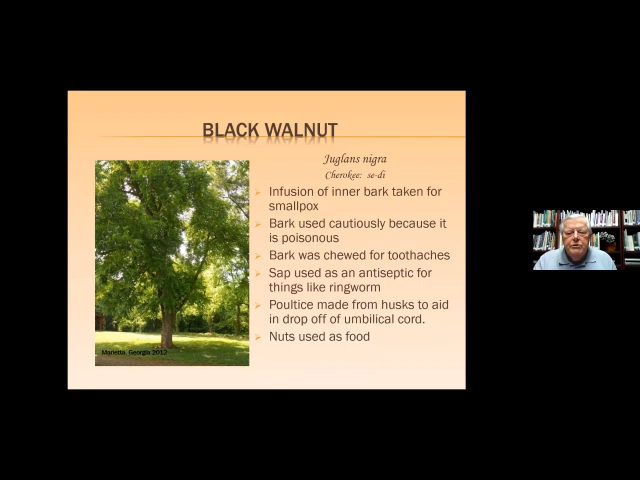 BLACK WALNUT
Juglans nigra
Cherokee: se-di
Infusion of inner bark taken for
smallpox
Bark used cautiously because it
is poisonous
Bark was chewed for toothaches
Sap used as an antiseptic for
things like ringworm
Poultice made from husks to aid
in drop off of umbilical cord.
Nuts used as food
Marietta, Georgia 2012